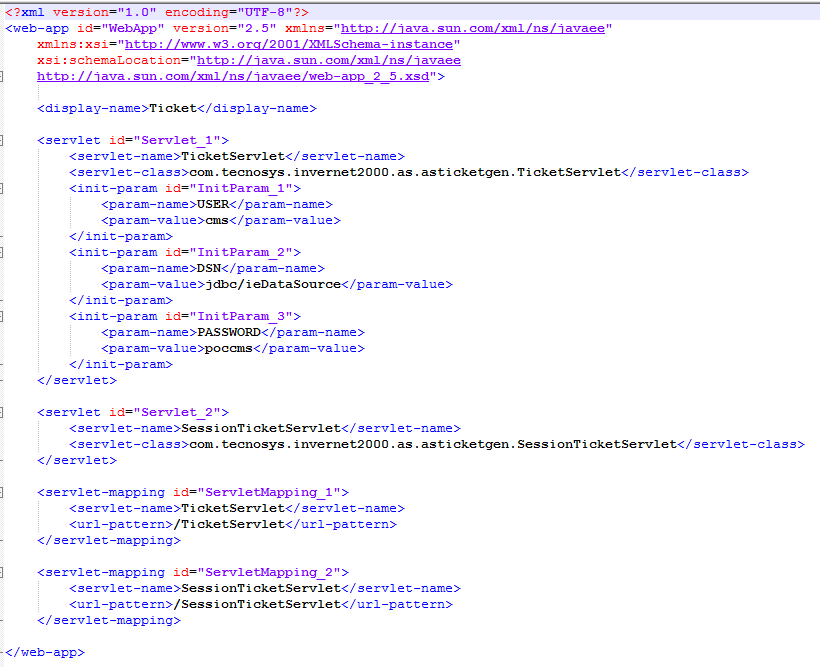 <?xml version="1.0" encoding="UTF-8"?>
<web-app id="WebApp" version="2.5" xmlns="http://java.sun.com/xml/ns/javaee"
xmlns:xsi="http://www.w3.org/2001/XMLSchema-instance"
xsi:schemaLocation="http://java.sun.com/xml/ns/javaee
http://java.sun.com/xml/ns/javaee/web-app_2_5.xsd">
<display-name>Ticket</display-name>
<servlet id="Servlet_1">
<servlet-name>TicketServlet</servlet-name>
<servlet-class>com.tecnosys.invernet2000.as.asticketgen.TicketServlet</servlet-class>
<init-param id="InitParam_1">
<param-name>USER</param-name>
<param-value>cms</param-value>
</init-param>
<init-param id="InitParam_2">
<param-name>DSN</param-name>
<param-value>jdbc/ieDataSource</param-value>
</init-param>
<init-param id="InitParam_3">
<param-name>PASSWORD</param-name>
<param-value>poccms</param-value>
</init-param>
</servlet>
<servlet id="Servlet_2">
<servlet-name>SessionTicketServlet</servlet-name>
<servlet-class>com.tecnosys.invernet2000.as.asticketgen.SessionTicketServlet</servlet-class>
</servlet>
<servlet-mapping id="ServletMapping_1">
<servlet-name>TicketServlet</servlet-name>
<url-pattern>/TicketServlet</url-pattern>
</servlet-mapping>
<servlet-mapping id="ServletMapping_2">
<servlet-name>SessionTicketServlet</servlet-name>
<url-pattern>/SessionTicketServlet</url-pattern>
</servlet-mapping>
</web-app>